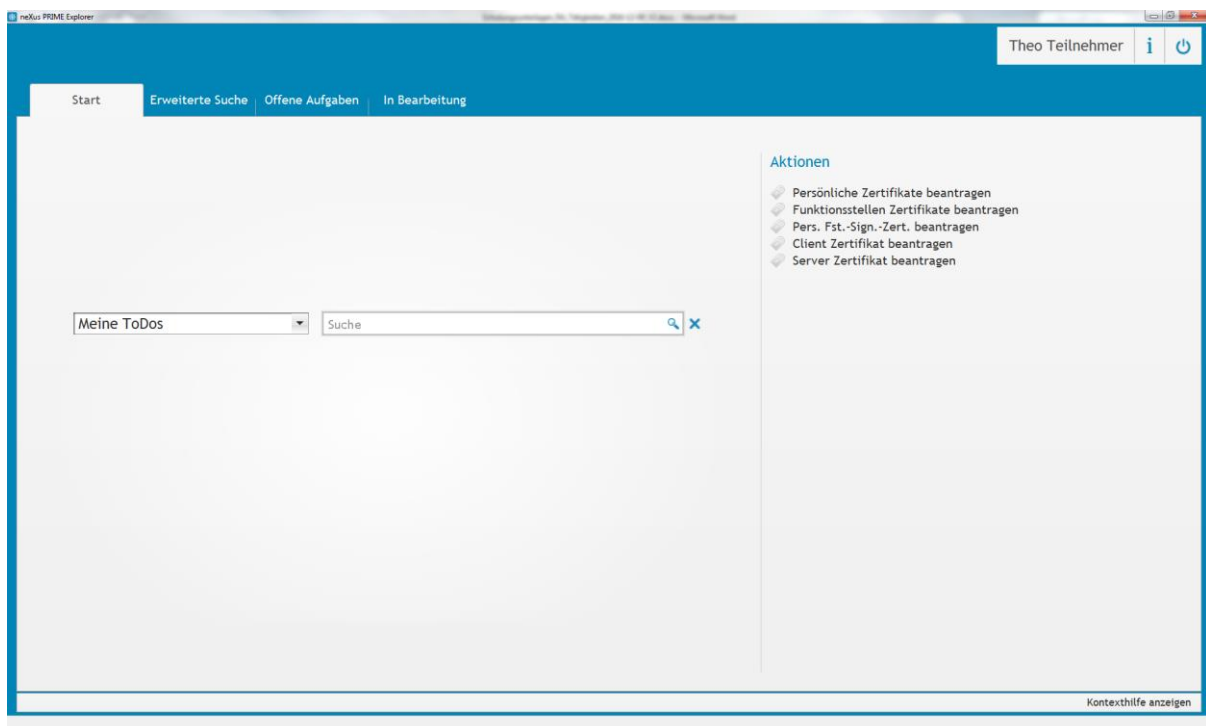 neXus PRIME Explorer
Theo Teilnehmer
Start
Erweiterte Suche
Offene Aufgaben
In Bearbeitung
Aktionen
Persönliche Zertifikate beantragen
Funktionsstellen Zertifikate beantragen
Pers. Fst.-Sign.-Zert. beantragen
Client Zertifikat beantragen
Server Zertifikat beantragen
Meine ToDos
Suche
Kontexthilfe anzeigen